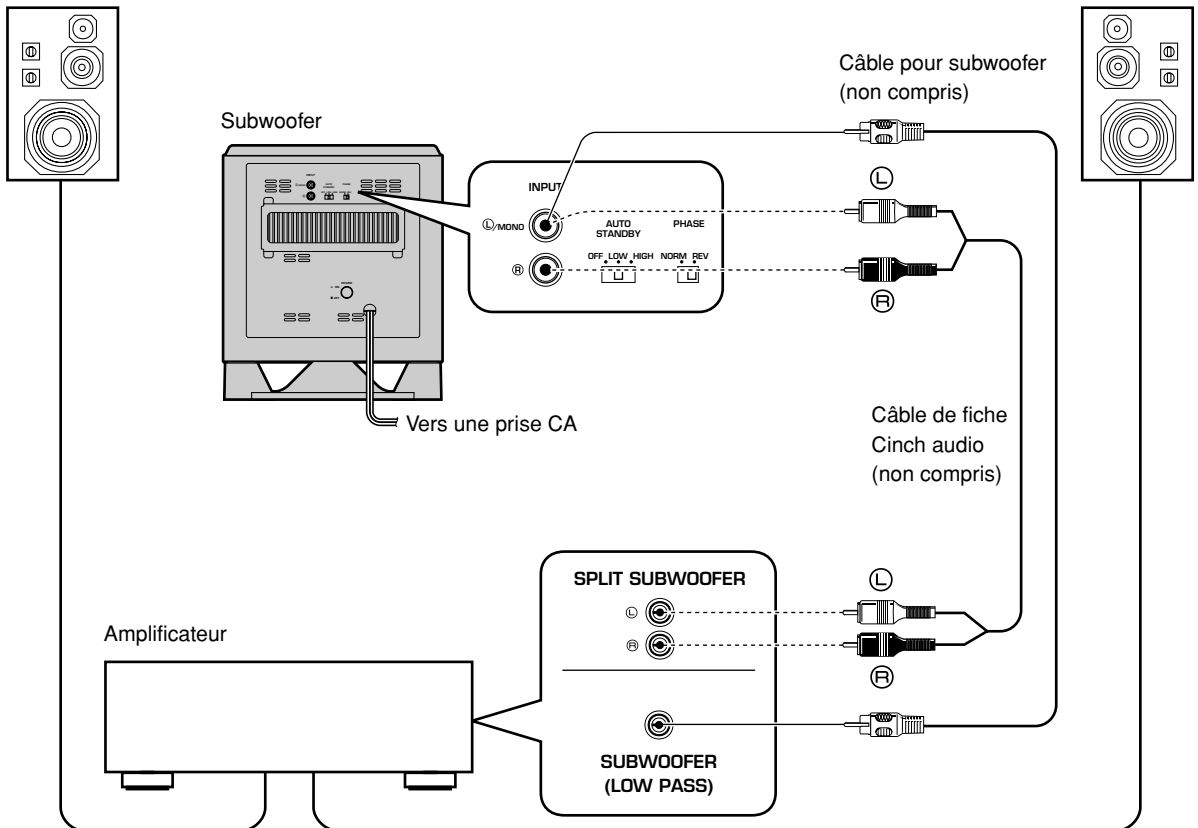 Câble pour subwoofer
(non compris)
Subwoofer
INPUT
Ⓛ/MONO
AUTO
STANDBY
PHASE
OFF LOW HIGH
NORM REV
Ⓡ
Ⓛ
Ⓡ
Vers une prise CA
Câble de fiche
Cinch audio
(non compris)
SPLIT SUBWOOFER
Ⓛ
Ⓡ
Ⓛ
Ⓡ
Amplificateur
SUBWOOFER
(LOW PASS)